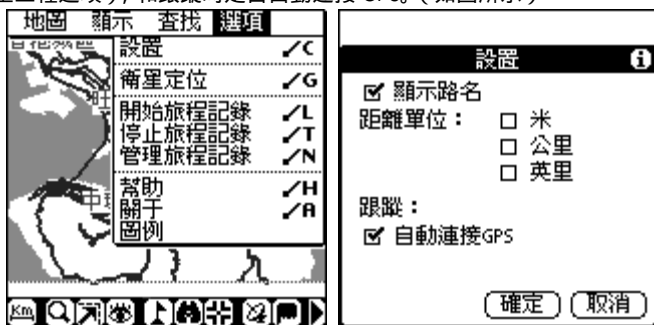 地圖 顯示 查找 選項
設置 /C
衛星定位 /G
開始旅程記錄 /L
停止旅程記錄 /T
管理旅程記錄 /N
幫助 /H
關于 /A
圖例
Km
設置
顯示路名
距離單位： 米
公里
英里
跟蹤：
自動連接GPS
確定 取消